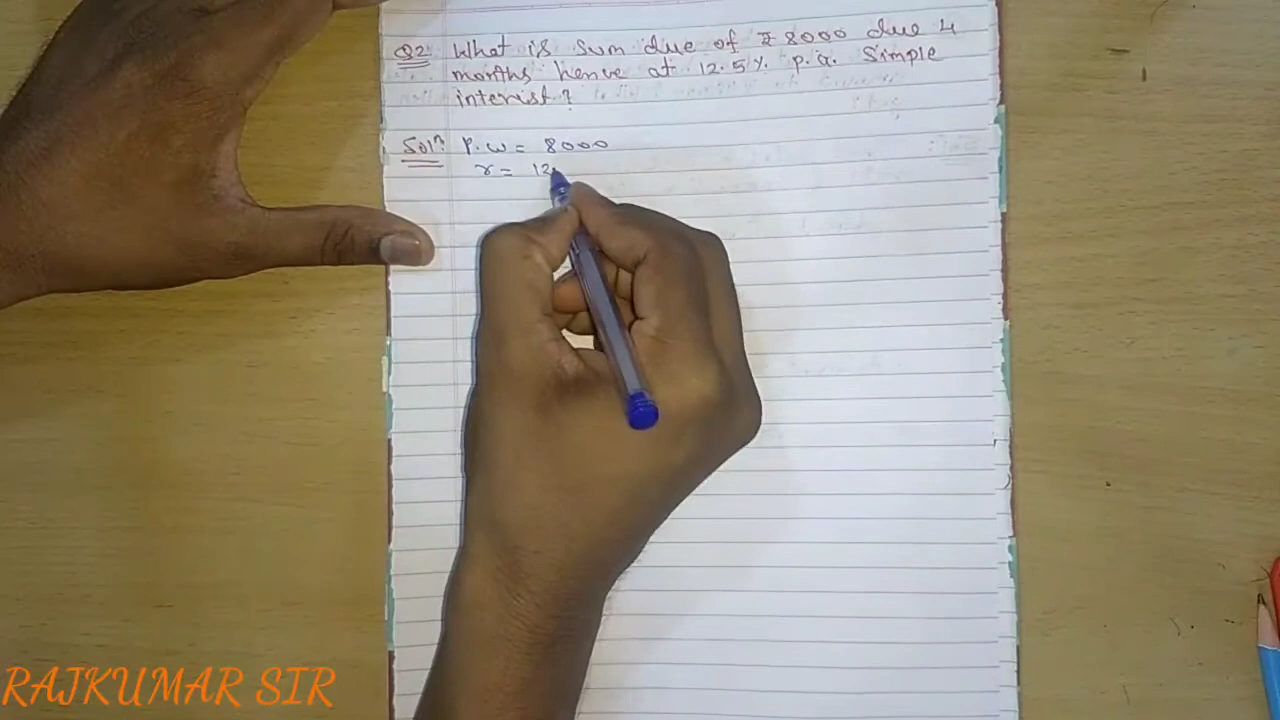 Q2. What is sum due of ₹ 8000 due 4
months hence at 12.5% p.a. simple
interest?
Solⁿ: P.W = 8000
r = 12.
RAJKUMAR SIR